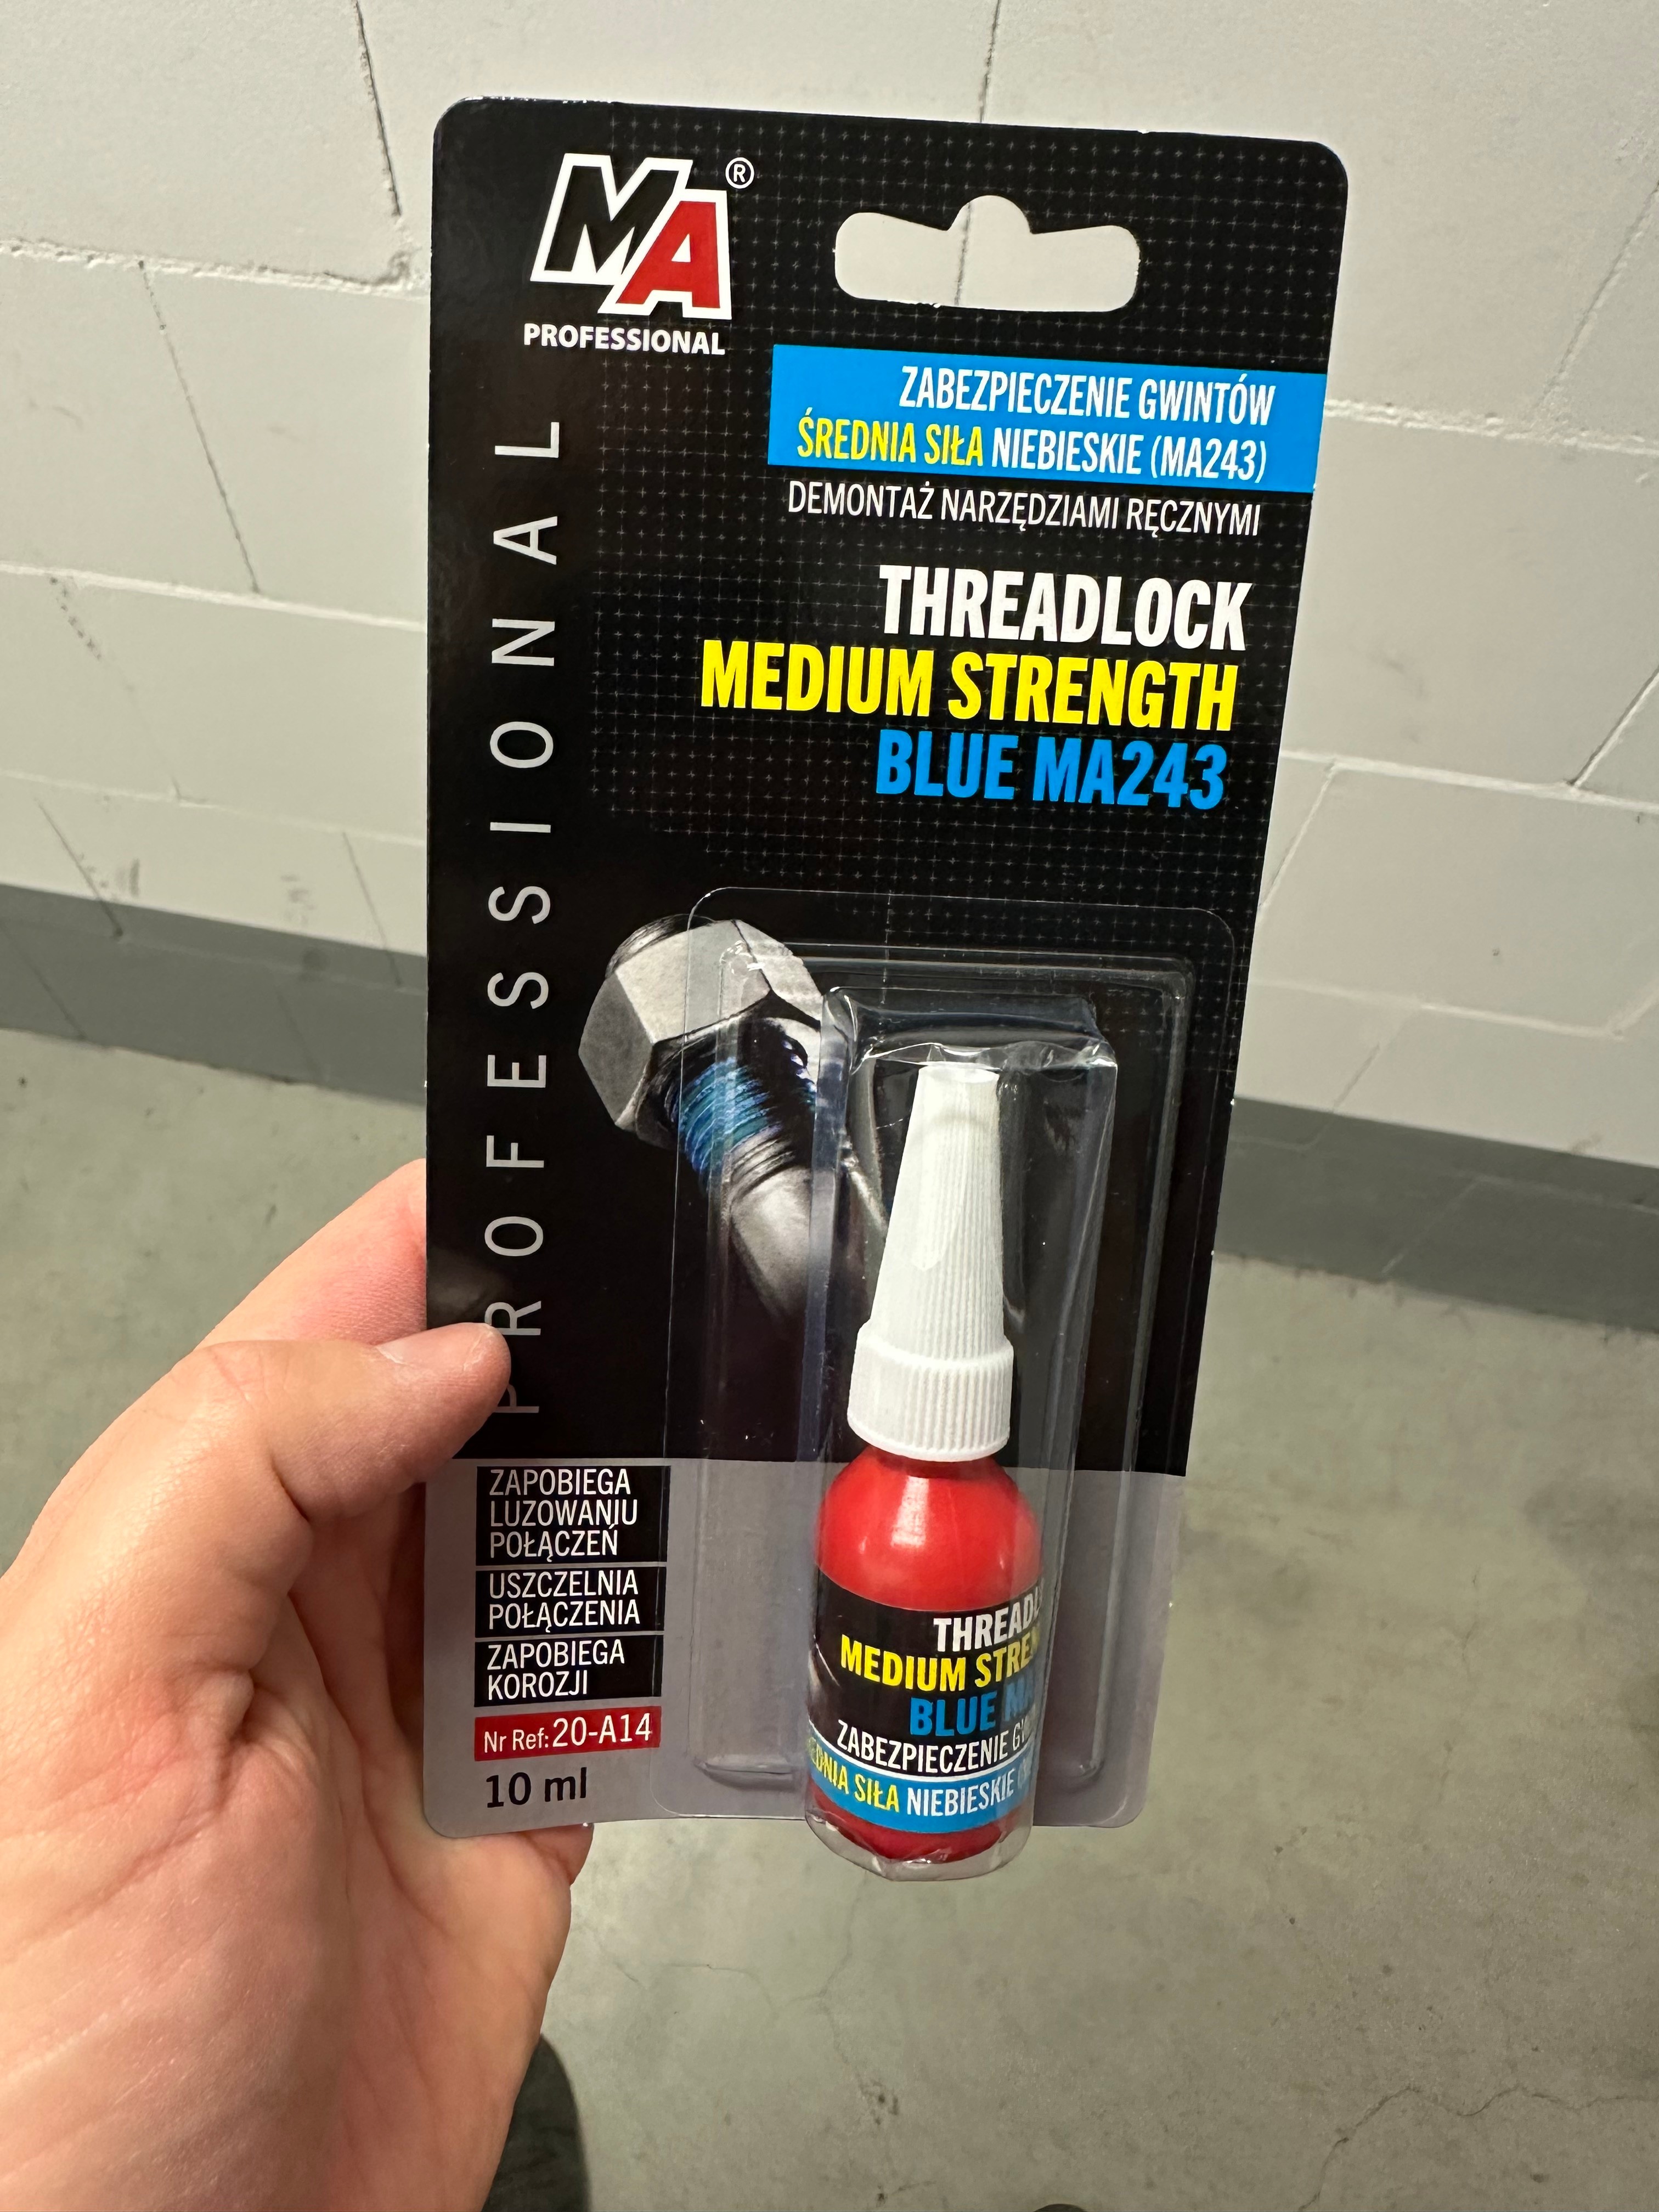 MA®
PROFESSIONAL
ZABEZPIECZENIE GWINTÓW
ŚREDNIA SIŁA NIEBIESKIE (MA243)
DEMONTAŻ NARZĘDZIAMI RĘCZNYMI
THREADLOCK
MEDIUM STRENGTH
BLUE MA243
PROFESSIONAL
ZAPOBIEGA
LUZOWANIU
POŁĄCZEŃ
USZCZELNIA
POŁĄCZENIA
ZAPOBIEGA
KOROZJI
Nr Ref: 20-A14
10 ml
MEDIUM
BLUE
ZABEZPIECZENIE
SIŁA NIEBIESKIE